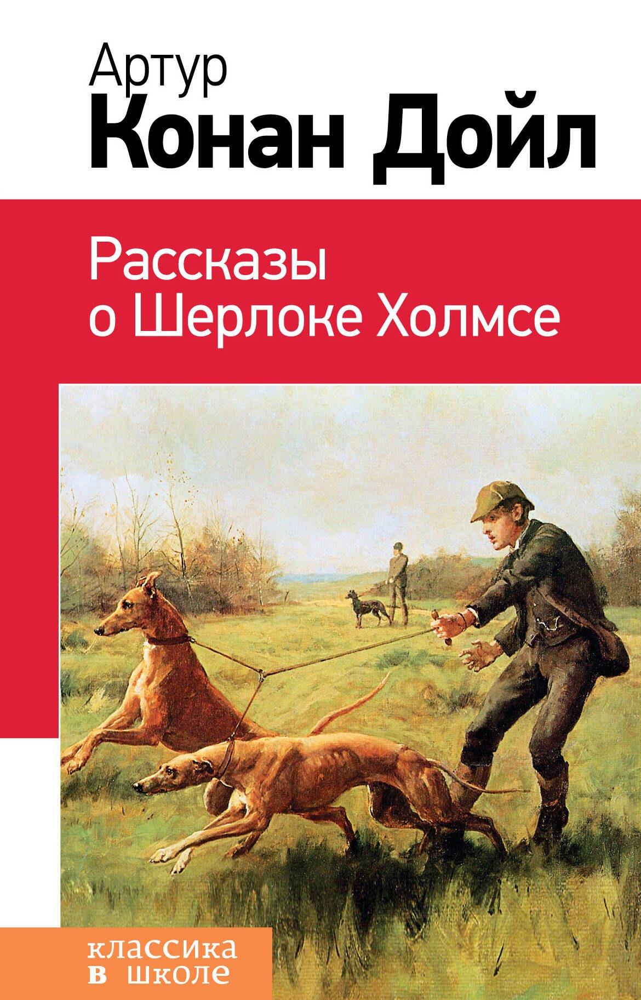 Артур
Конан Дойл
Рассказы
о Шерлоке Холмсе
классика
в школе